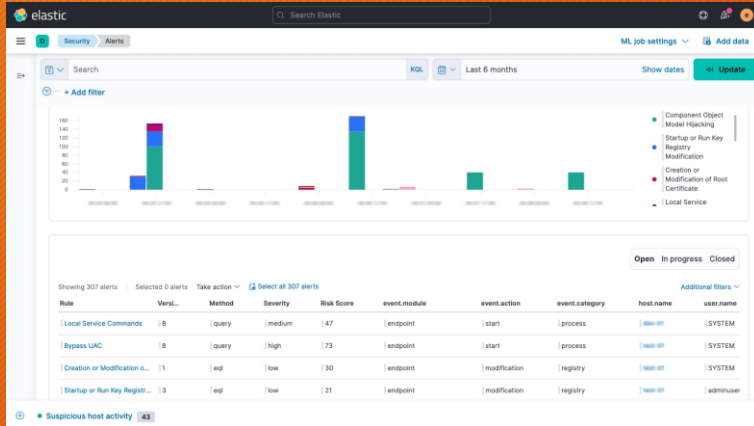 elastic
Search Elastic
D Security Alerts ML job settings Add data
Search KQL Last 6 months Show dates Update
+ Add filter
160
140
120
100
80
60
40
20
0
Component Object
Model Hijacking
Startup or Run Key
Registry
Modification
Creation or
Modification of Root
Certificate
Local Service
Open In progress Closed
Showing 307 alerts Selected 0 alerts Take action Select all 307 alerts Additional filters
Rule Versi... Method Severity Risk Score event.module event.action event.category host.name user.name
Local Service Commands 8 query medium 47 endpoint start process SYSTEM
Bypass UAC 8 query high 73 endpoint start process SYSTEM
Creation or Modification o... 1 eql low 30 endpoint modification registry SYSTEM
Startup or Run Key Registr... 3 eql low 21 endpoint modification registry adminuser
Suspicious host activity 43